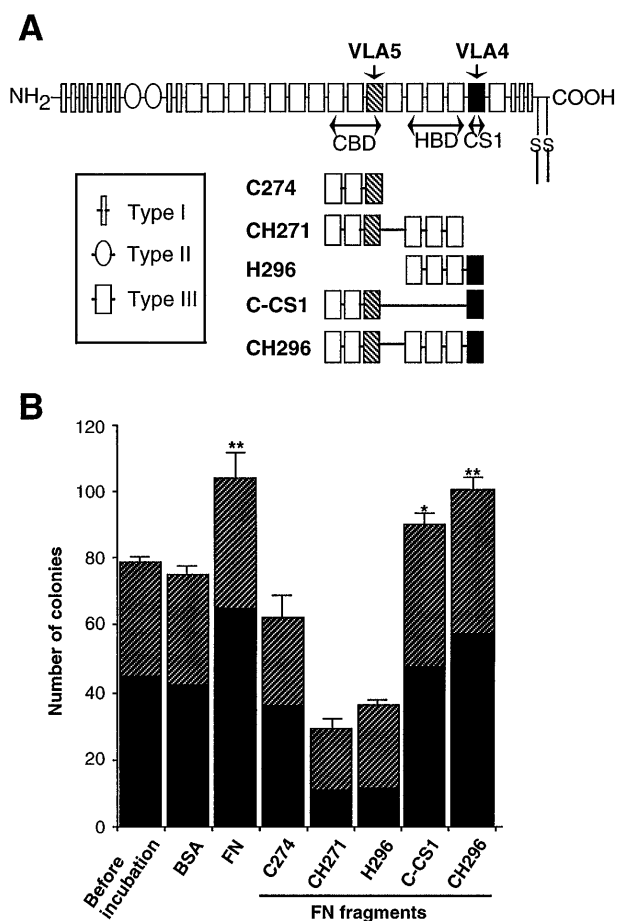 A
VLA5 VLA4
NH2 COOH
CBD HBD CS1
SS
Type I
Type II
Type III
C274
CH271
H296
C-CS1
CH296
B
Number of colonies
120
100
80
60
40
20
0
**
*
**
Before incubation
BSA
FN
C274
CH271
H296
C-CS1
CH296
FN fragments